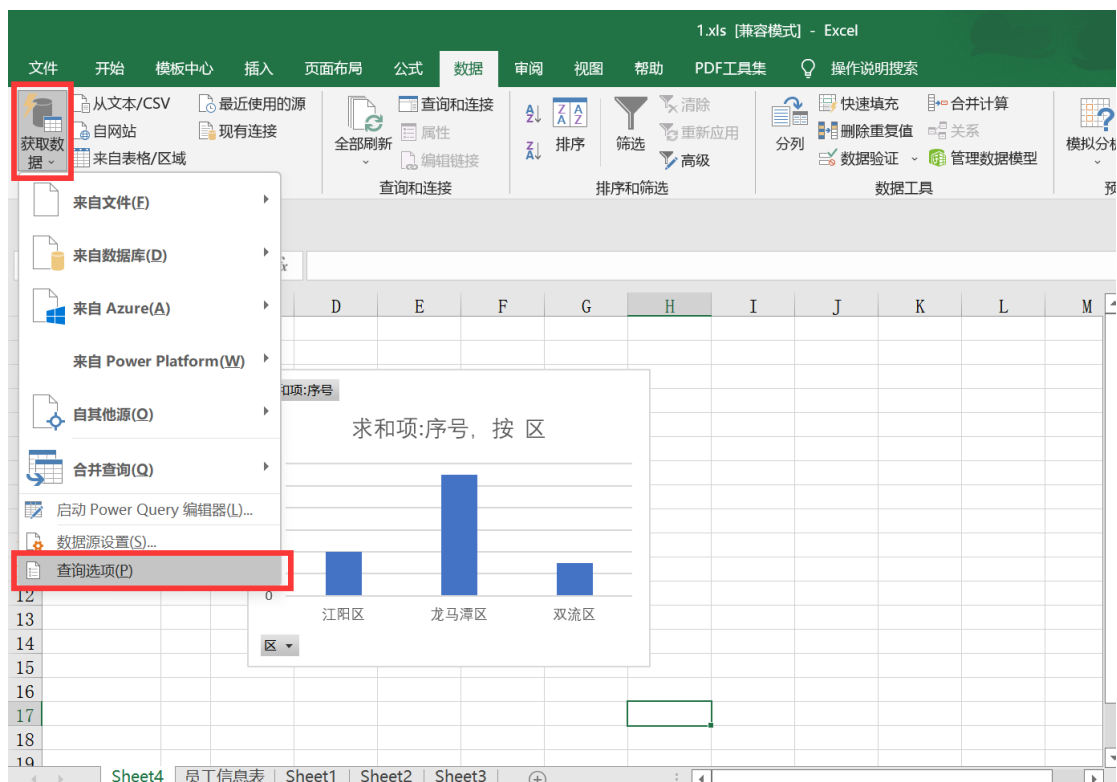 1.xls [兼容模式] - Excel
文件 开始 模板中心 插入 页面布局 公式 数据 审阅 视图 帮助 PDF工具集 操作说明搜索
获取数据
从文本/CSV
自网站
来自表格/区域
最近使用的源
现有连接
全部刷新
查询和连接
属性
编辑链接
查询和连接
排序
筛选
清除
重新应用
高级
排序和筛选
分列
快速填充
删除重复值
数据验证
合并计算
关系
管理数据模型
数据工具
模拟分析
来自文件(F)
来自数据库(D)
来自 Azure(A)
来自 Power Platform(W)
自其他源(O)
合并查询(Q)
启动 Power Query 编辑器(L)...
数据源设置(S)...
查询选项(P)
D E F G H I J K L M
和项:序号
求和项:序号, 按 区
0
江阳区 龙马潭区 双流区
区
12
13
14
15
16
17
18
19
Sheet4 员工信息表 Sheet1 Sheet2 Sheet3